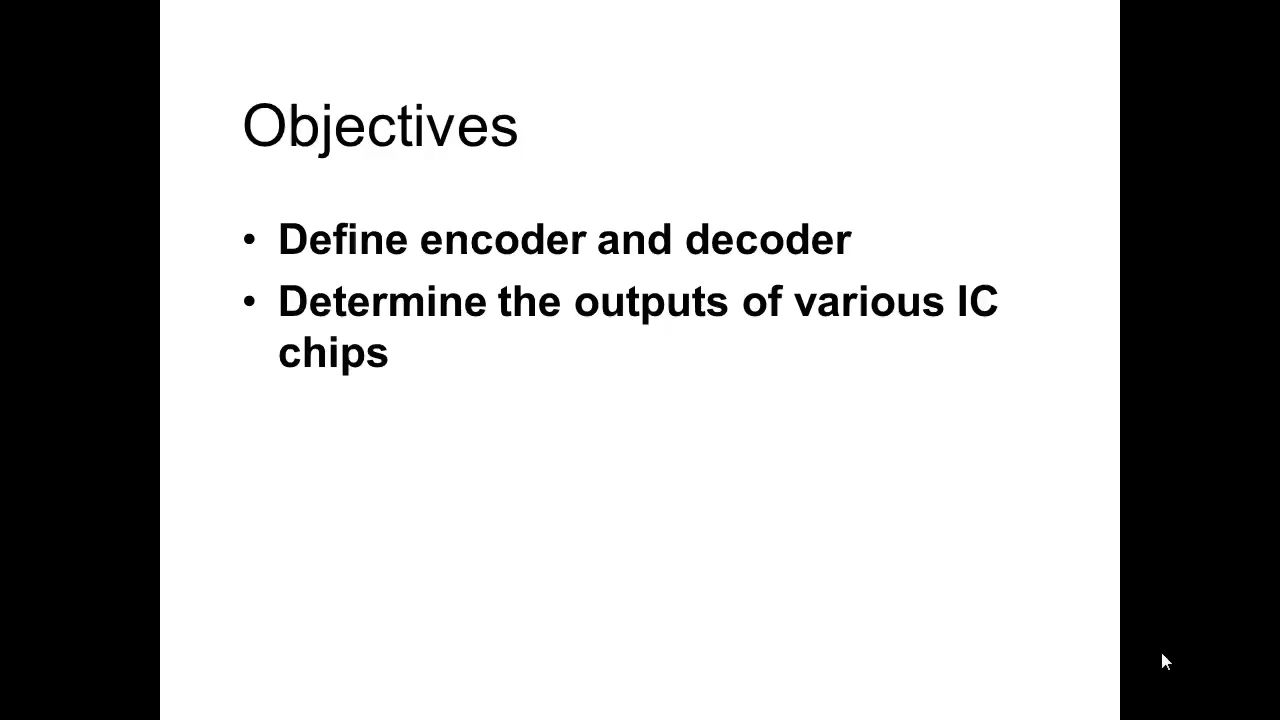 Objectives
• Define encoder and decoder
• Determine the outputs of various IC
chips